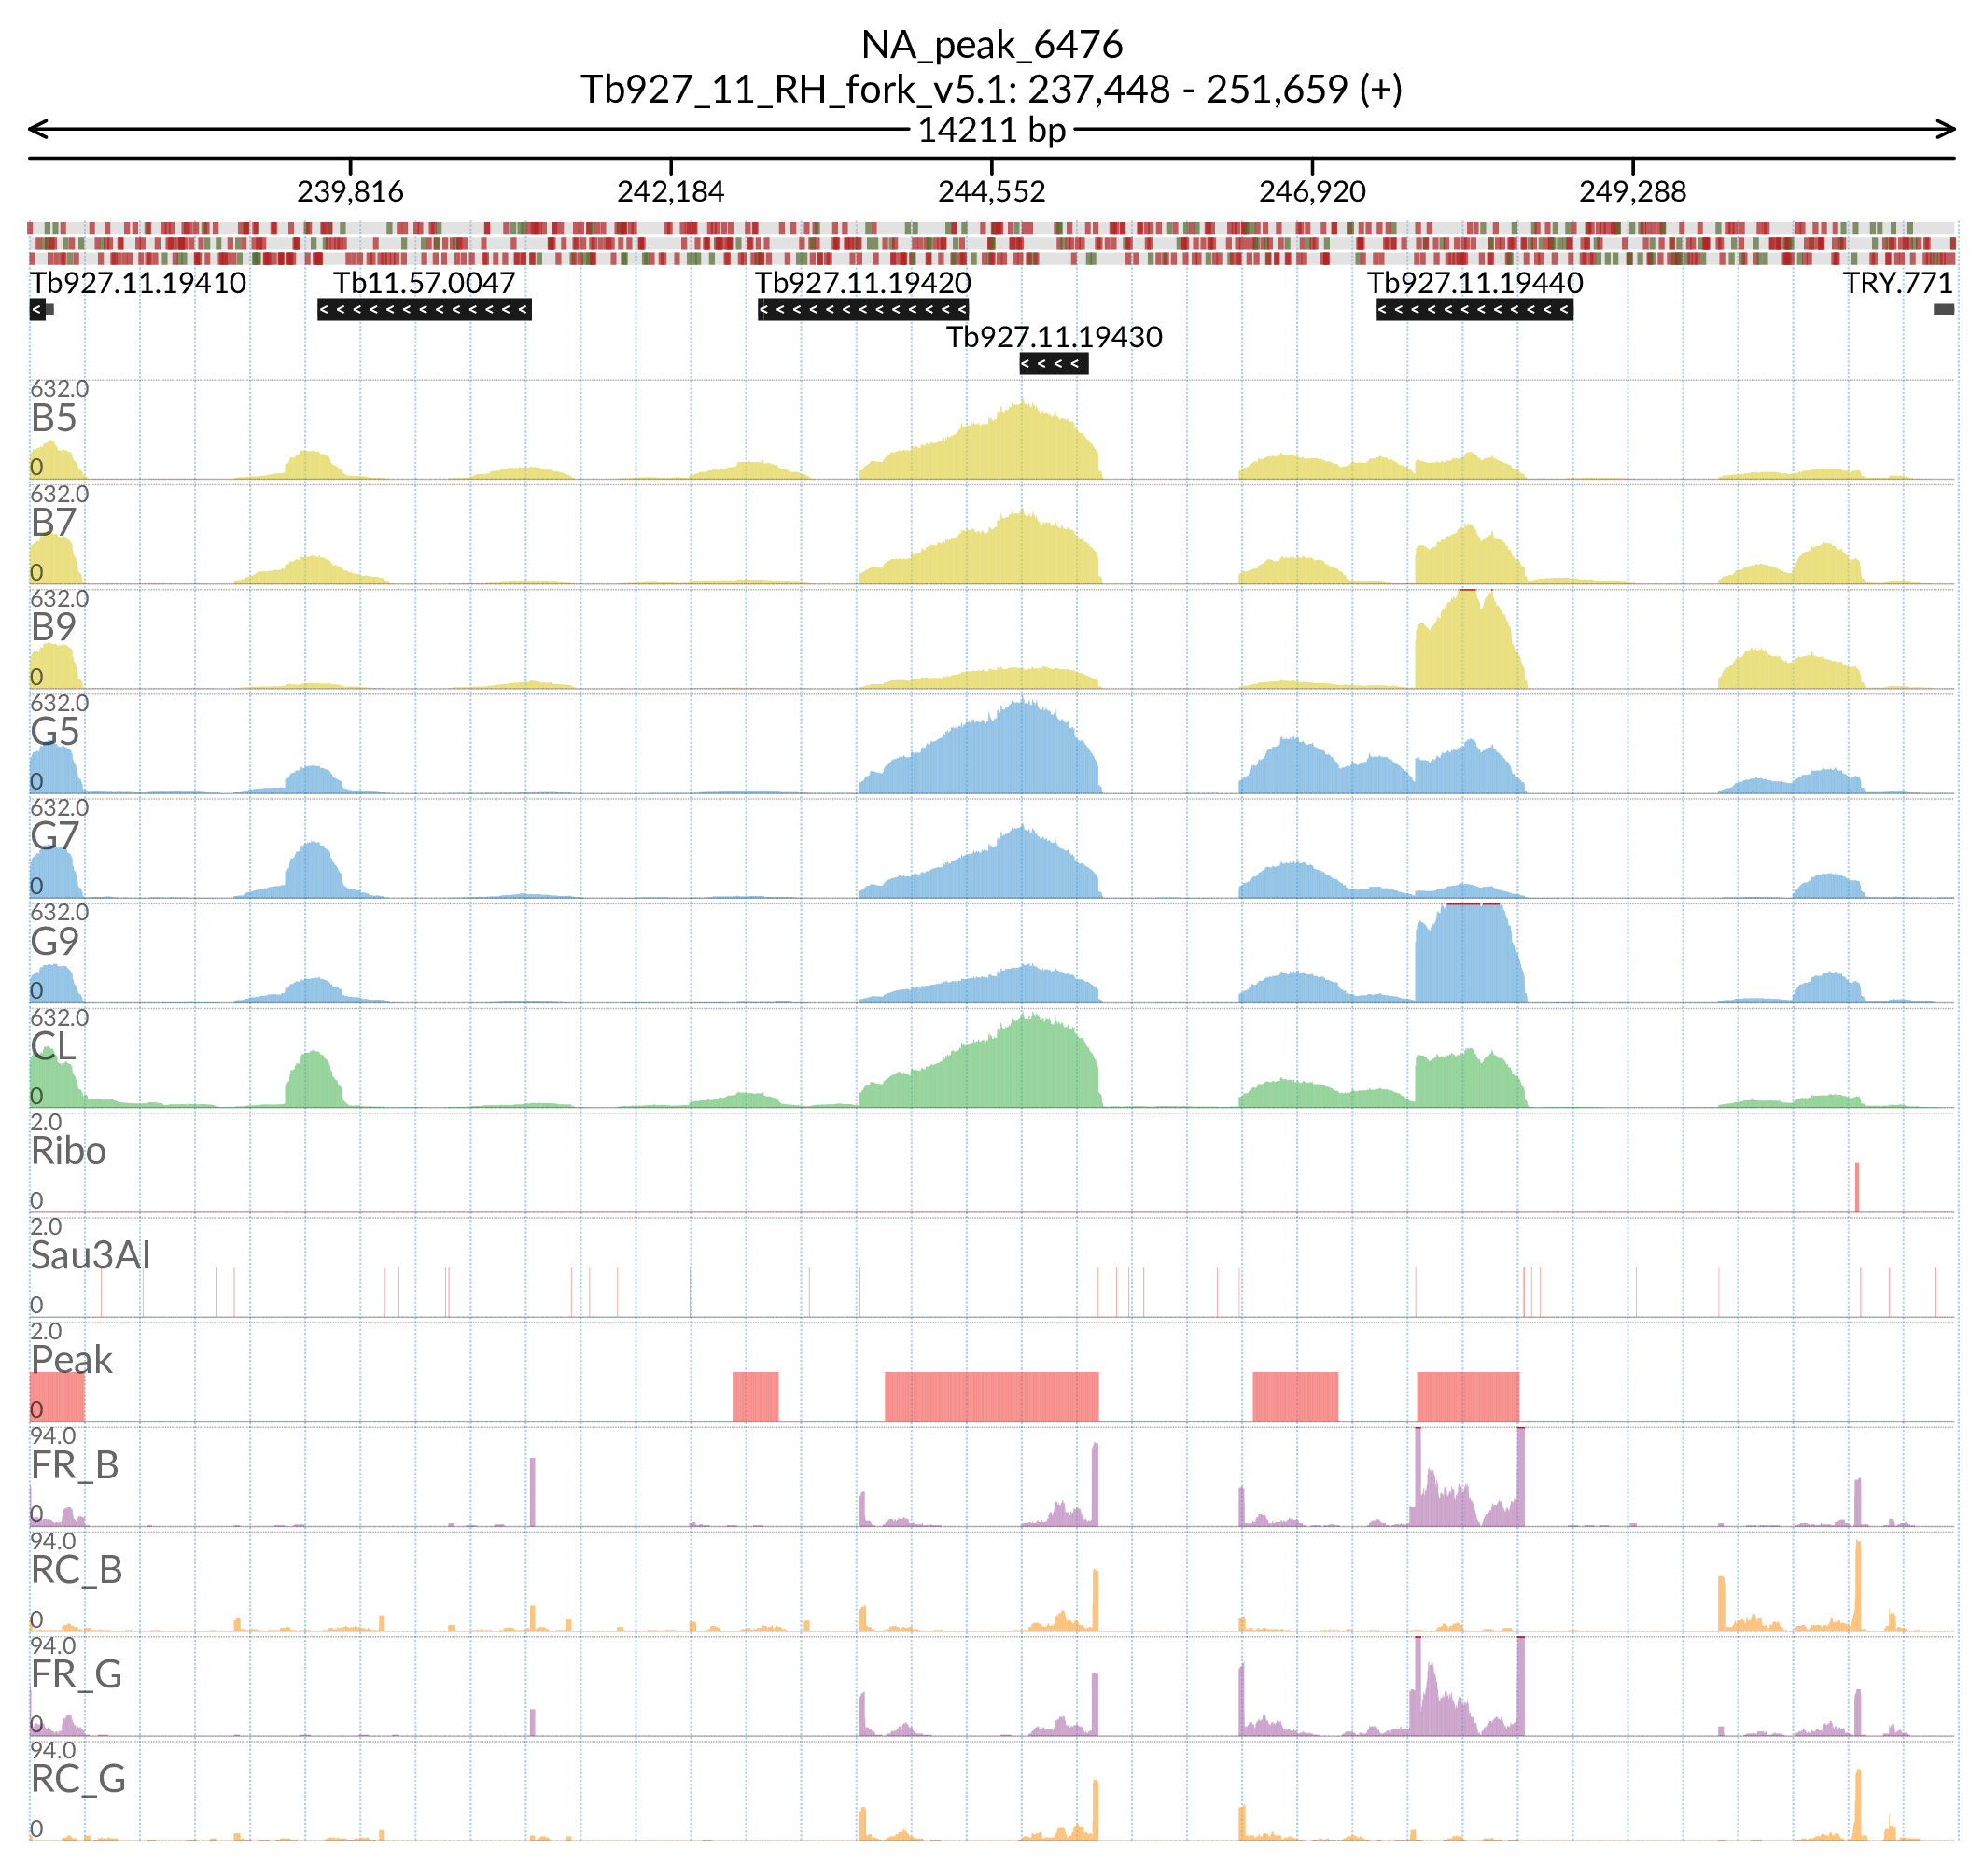 NA_peak_6476
Tb927_11_RH_fork_v5.1: 237,448 - 251,659 (+)
14211 bp
239,816 242,184 244,552 246,920 249,288
Tb927.11.19410 Tb11.57.0047 Tb927.11.19420 Tb927.11.19440 TRY.771
Tb927.11.19430
632.0
B5
0
632.0
B7
0
632.0
B9
0
632.0
G5
0
632.0
G7
0
632.0
G9
0
632.0
CL
0
2.0
Ribo
0
2.0
Sau3AI
0
2.0
Peak
0
94.0
FR_B
0
94.0
RC_B
0
94.0
FR_G
0
94.0
RC_G
0